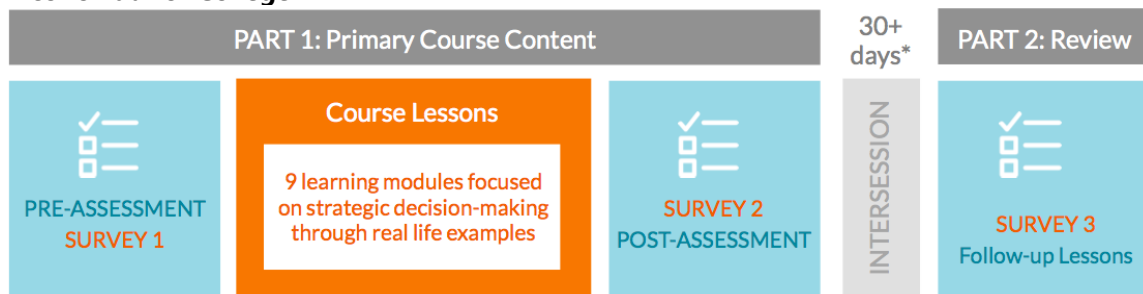 PART 1: Primary Course Content
30+
days*
PART 2: Review
PRE-ASSESSMENT
SURVEY 1
Course Lessons
9 learning modules focused
on strategic decision-making
through real life examples
SURVEY 2
POST-ASSESSMENT
INTERSESSION
SURVEY 3
Follow-up Lessons